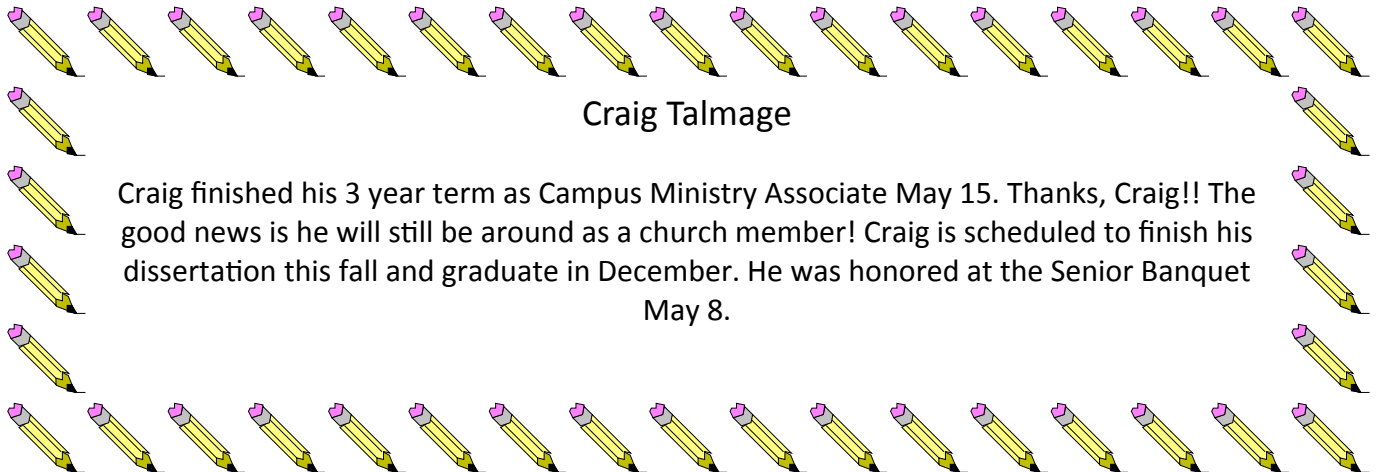 Craig Talmage
Craig finished his 3 year term as Campus Ministry Associate May 15. Thanks, Craig!! The
good news is he will still be around as a church member! Craig is scheduled to finish his
dissertation this fall and graduate in December. He was honored at the Senior Banquet
May 8.